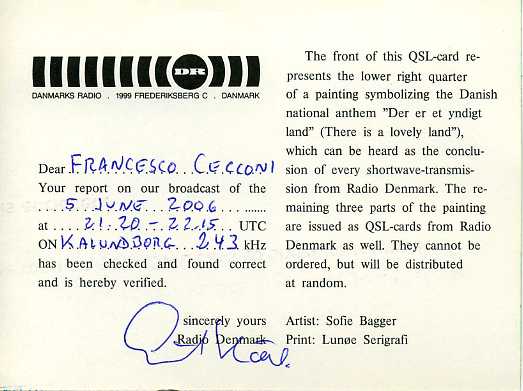 DR
DANMARKS RADIO . 1999 FREDERIKSBERG C . DANMARK
Dear FRANCESCO CECCONI
Your report on our broadcast of the
5 JUNE 2006
at 21.20 - 22.15 UTC
ON KALUNDBORG 243 kHz
has been checked and found correct
and is hereby verified.
sincerely yours
Radio Denmark
The front of this QSL-card re-
presents the lower right quarter
of a painting symbolizing the Danish
national anthem "Der er et yndigt
land" (There is a lovely land"),
which can be heard as the conclu-
sion of every shortwave-transmis-
sion from Radio Denmark. The re-
maining three parts of the painting
are issued as QSL-cards from Radio
Denmark as well. They cannot be
ordered, but will be distributed
at random.
Artist: Sofie Bagger
Print: Lunøe Serigrafi